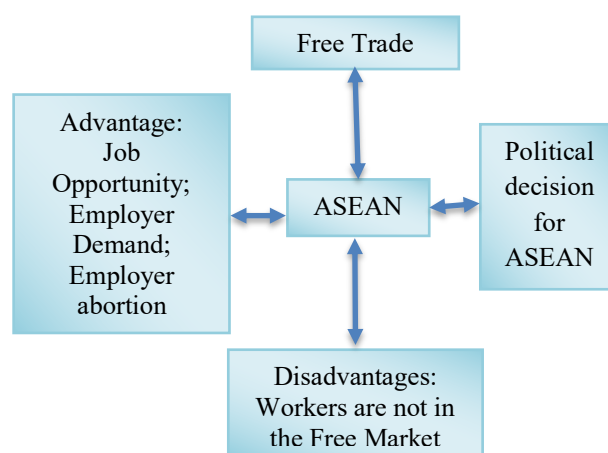 Free Trade
Advantage:
Job
Opportunity;
Employer
Demand;
Employer
abortion
ASEAN
Political
decision
for
ASEAN
Disadvantages:
Workers are not in
the Free Market